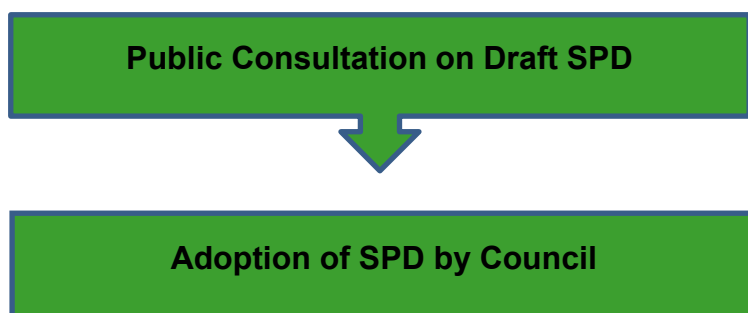 Public Consultation on Draft SPD
Adoption of SPD by Council